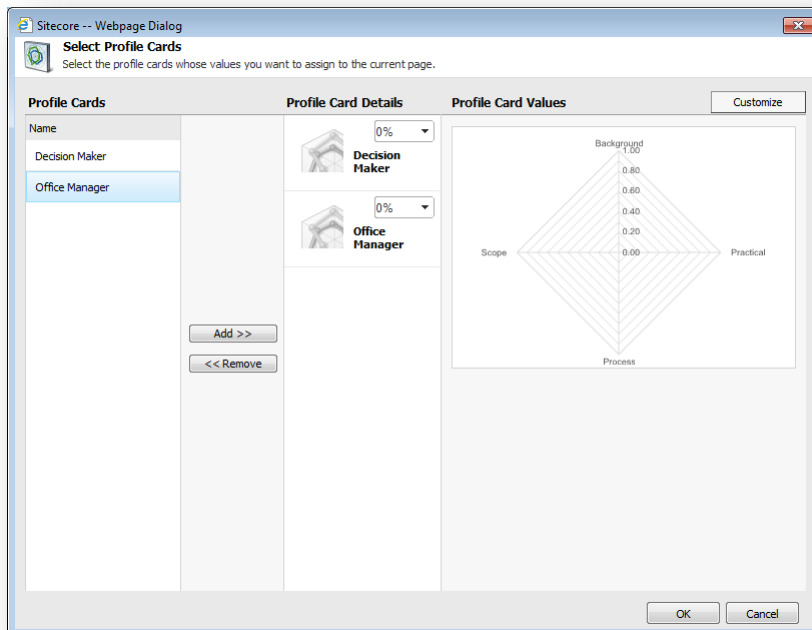 Sitecore -- Webpage Dialog
Select Profile Cards
Select the profile cards whose values you want to assign to the current page.
Profile Cards
Name
Decision Maker
Office Manager
Add >>
<< Remove
Profile Card Details
0%
Decision
Maker
0%
Office
Manager
Profile Card Values
Customize
Background
1.00
0.80
0.60
0.40
0.20
0.00
Scope
Practical
Process
OK
Cancel